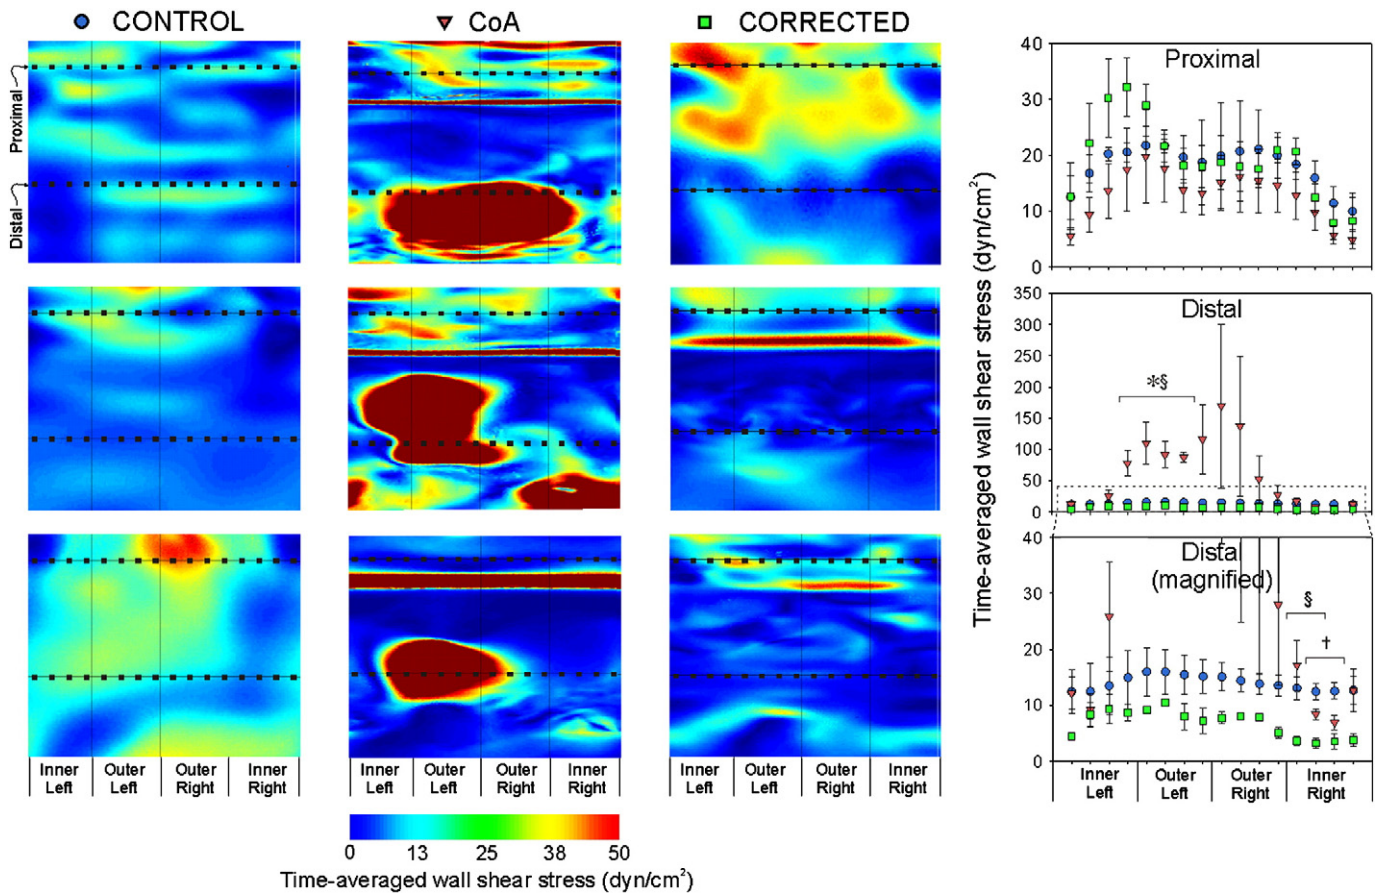 CONTROL
CoA
CORRECTED
Proximal
Distal
Inner Left
Outer Left
Outer Right
Inner Right
Inner Left
Outer Left
Outer Right
Inner Right
Inner Left
Outer Left
Outer Right
Inner Right
0 13 25 38 50
Time-averaged wall shear stress (dyn/cm²)
Time-averaged wall shear stress (dyn/cm²)
Proximal
40
30
20
10
0
Distal
350
300
250
200
150
100
50
0
*§
Distal
(magnified)
40
30
20
10
0
§
†
Inner Left
Outer Left
Outer Right
Inner Right